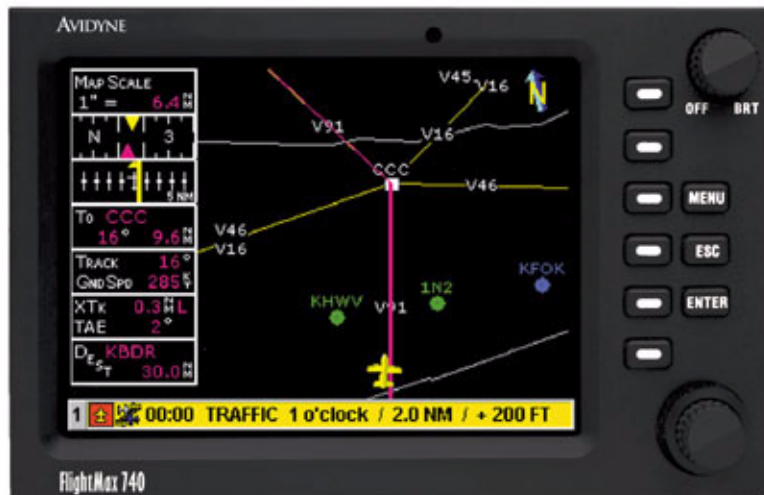 AVIDYNE
MAP SCALE
1" = 6.4 NM
N 3
5 NM
TO CCC
16° 9.6 NM
TRACK 16°
GND SPD 285 KT
XTK 0.3 NM L
TAE 2°
DEST KBDR
30.0 NM
V45
V16
V91
V16
CCC
V46
V46
V16
KFOK
1N2
KHWV
V91
N
1 00:00 TRAFFIC 1 o'clock / 2.0 NM / + 200 FT
FlightMax 740
OFF BRT
MENU
ESC
ENTER